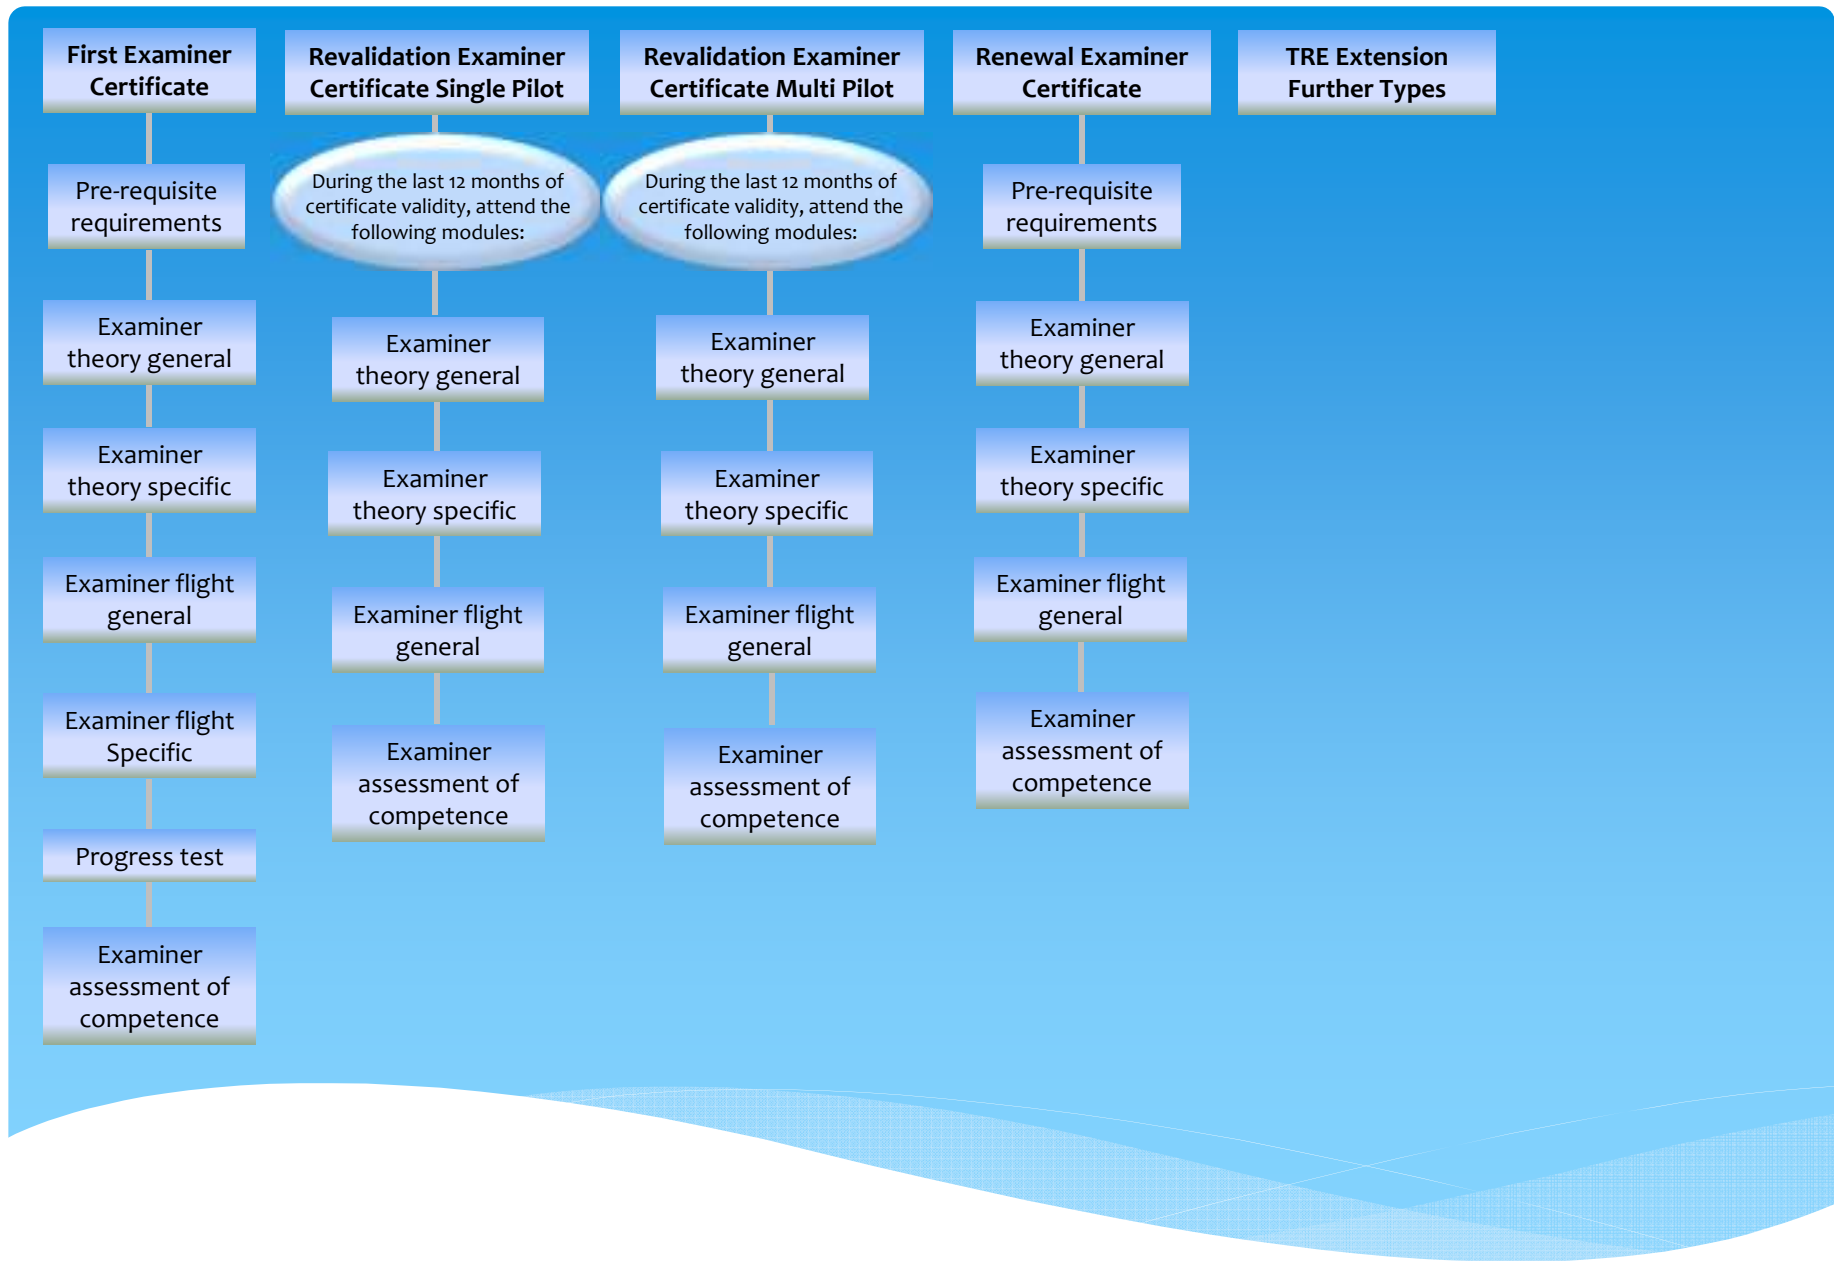 First Examiner
Certificate
Pre-requisite
requirements
Examiner
theory general
Examiner
theory specific
Examiner flight
general
Examiner flight
Specific
Progress test
Examiner
assessment of
competence
Revalidation Examiner
Certificate Single Pilot
During the last 12 months of
certificate validity, attend the
following modules:
Examiner
theory general
Examiner
theory specific
Examiner flight
general
Examiner
assessment of
competence
Revalidation Examiner
Certificate Multi Pilot
During the last 12 months of
certificate validity, attend the
following modules:
Examiner
theory general
Examiner
theory specific
Examiner flight
general
Examiner
assessment of
competence
Renewal Examiner
Certificate
Pre-requisite
requirements
Examiner
theory general
Examiner
theory specific
Examiner flight
general
Examiner
assessment of
competence
TRE Extension
Further Types